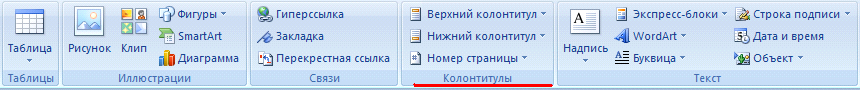 Таблица
Таблицы
Рисунок
Клип
Фигуры
SmartArt
Диаграмма
Иллюстрации
Гиперссылка
Закладка
Перекрестная ссылка
Связи
Верхний колонтитул
Нижний колонтитул
Номер страницы
Колонтитулы
Надпись
Экспресс-блоки
WordArt
Буквица
Строка подписи
Дата и время
Объект
Текст